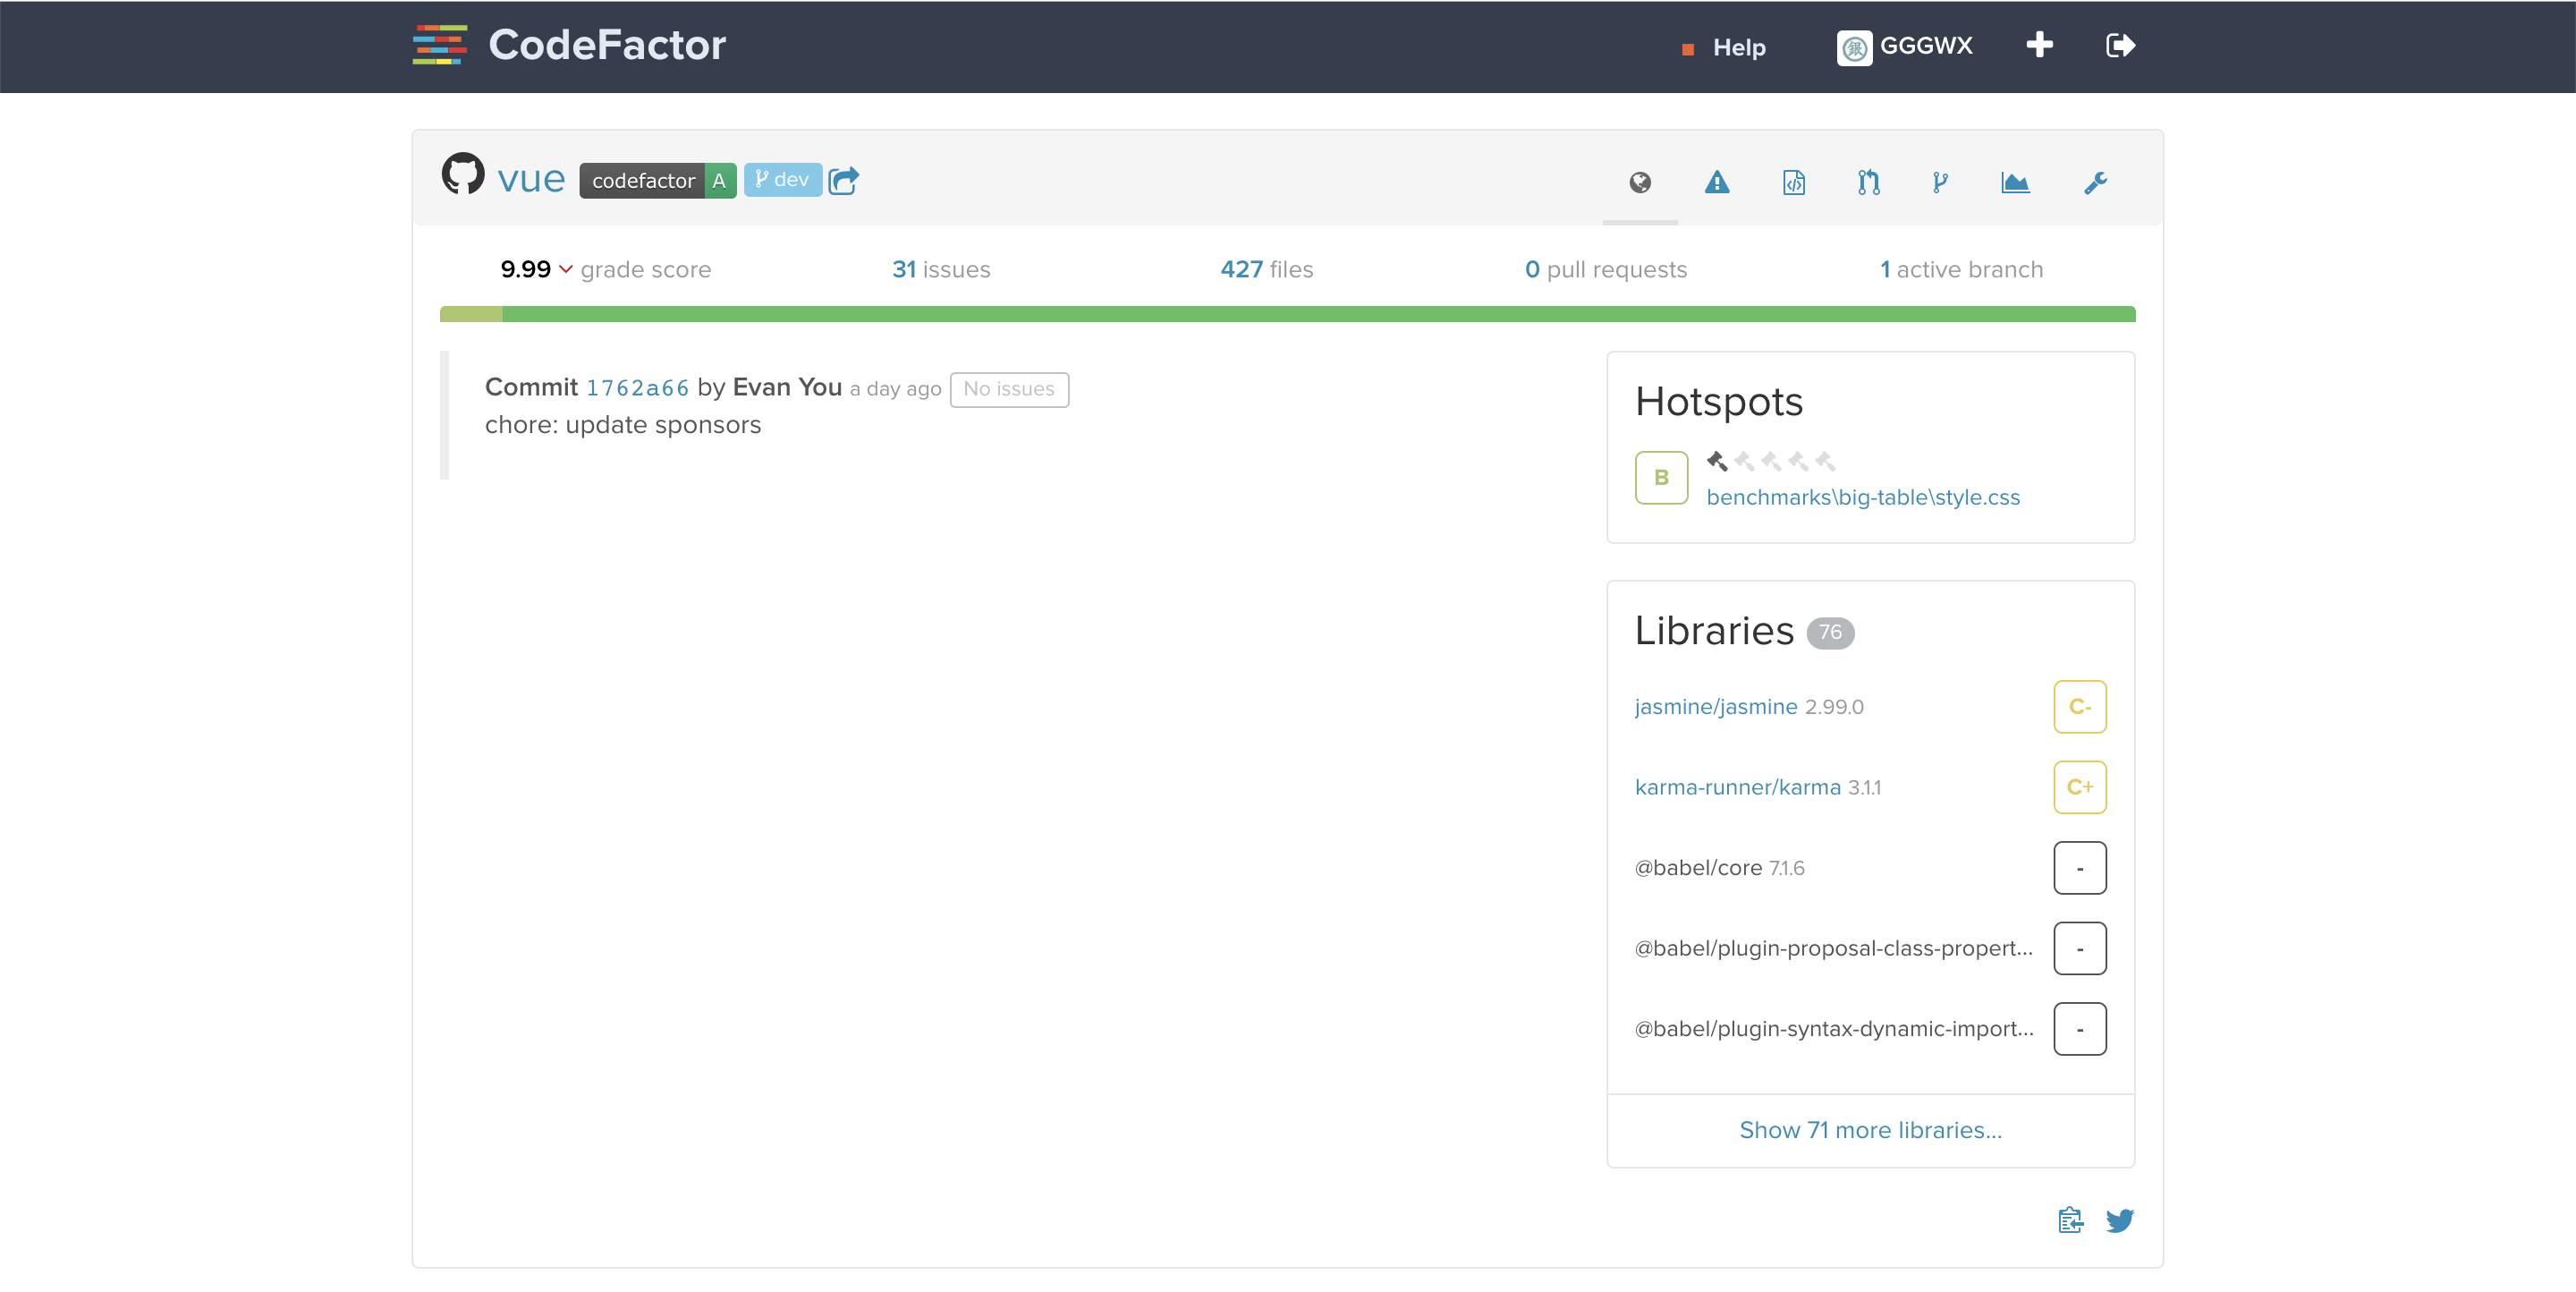 CodeFactor
Help
銀 GGGWX
vue codefactor A dev
9.99 grade score 31 issues 427 files 0 pull requests 1 active branch
Commit 1762a66 by Evan You a day ago No issues
chore: update sponsors
Hotspots
B
benchmarks\big-table\style.css
Libraries 76
jasmine/jasmine 2.99.0 C-
karma-runner/karma 3.1.1 C+
@babel/core 7.1.6 -
@babel/plugin-proposal-class-propert... -
@babel/plugin-syntax-dynamic-import... -
Show 71 more libraries...